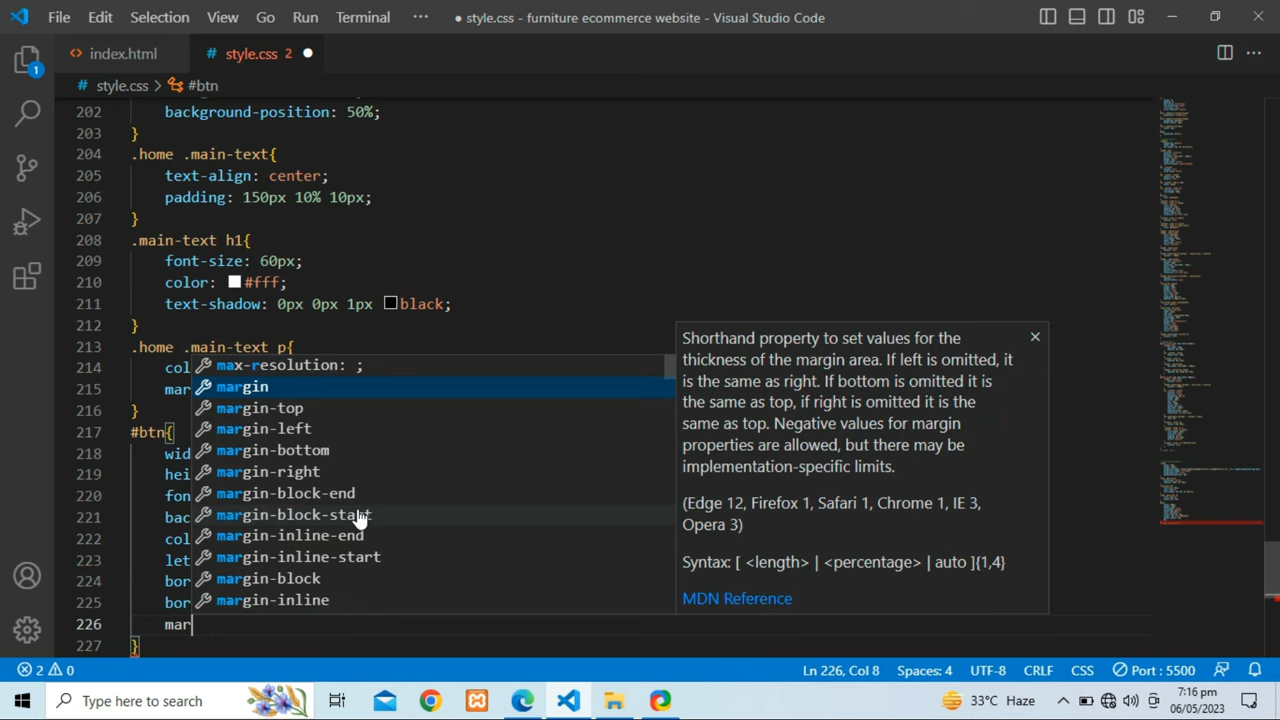 File Edit Selection View Go Run Terminal ··· ● style.css - furniture ecommerce website - Visual Studio Code
<> index.html # style.css 2 ●
# style.css > #btn
202 background-position: 50%;
203 }
204 .home .main-text{
205 text-align: center;
206 padding: 150px 10% 10px;
207 }
208 .main-text h1{
209 font-size: 60px;
210 color: #fff;
211 text-shadow: 0px 0px 1px black;
212 }
213 .home .main-text p{
214 col
215 mar
216 }
217 #btn{
218 wid
219 hei
220 fon
221 bac
222 col
223 let
224 bor
225 bor
226 mar
227 }
max-resolution: ;
margin
margin-top
margin-left
margin-bottom
margin-right
margin-block-end
margin-block-start
margin-inline-end
margin-inline-start
margin-block
margin-inline
Shorthand property to set values for the
thickness of the margin area. If left is omitted, it
is the same as right. If bottom is omitted it is
the same as top, if right is omitted it is the
same as top. Negative values for margin
properties are allowed, but there may be
implementation-specific limits.
(Edge 12, Firefox 1, Safari 1, Chrome 1, IE 3,
Opera 3)
Syntax: [ <length> | <percentage> | auto ]{1,4}
MDN Reference
1
2 0 Ln 226, Col 8 Spaces: 4 UTF-8 CRLF CSS Port : 5500
Type here to search 33°C Haze 7:16 pm
06/05/2023